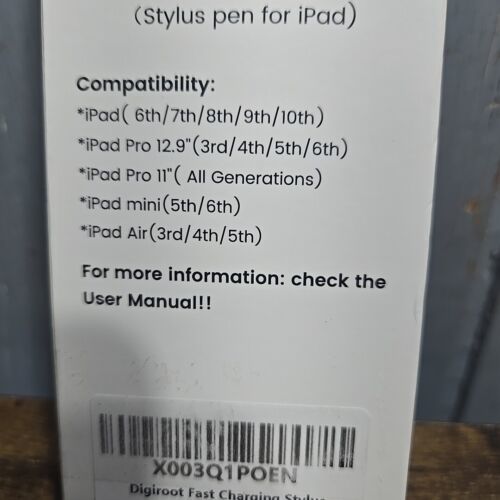 (Stylus pen for iPad)
Compatibility:
*iPad( 6th/7th/8th/9th/10th)
*iPad Pro 12.9"(3rd/4th/5th/6th)
*iPad Pro 11"( All Generations)
*iPad mini(5th/6th)
*iPad Air(3rd/4th/5th)
For more information: check the
User Manual!!
X003Q1POEN
Digiroot Fast Charging Stylus